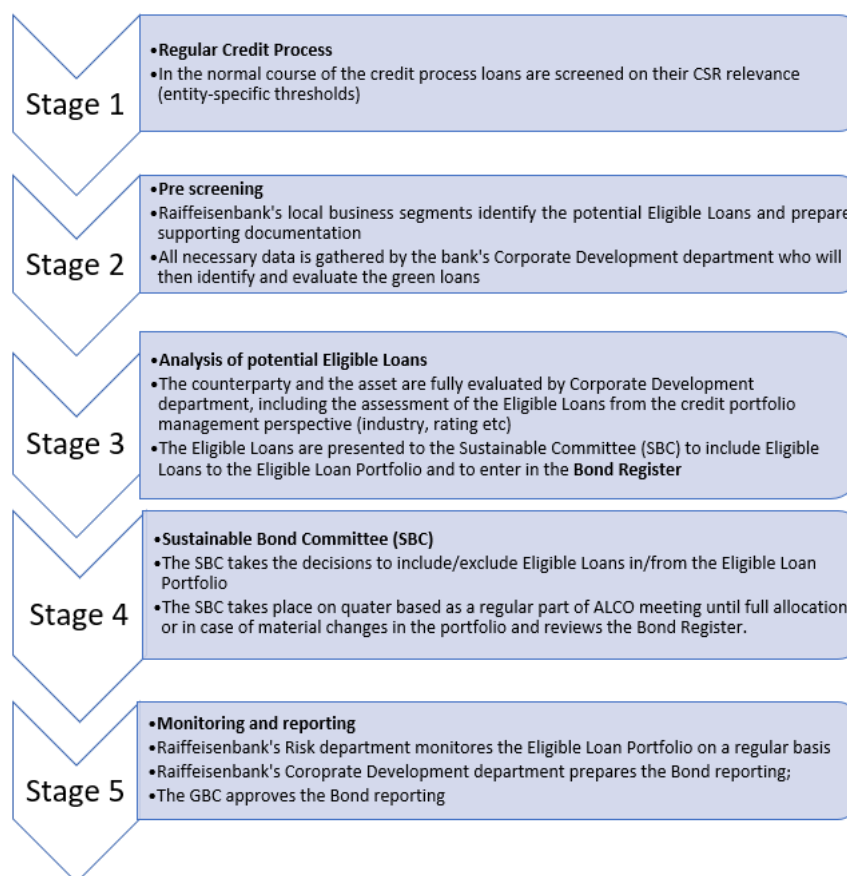 Stage 1
•Regular Credit Process
•In the normal course of the credit process loans are screened on their CSR relevance
(entity-specific thresholds)
Stage 2
•Pre screening
•Raiffeisenbank's local business segments identify the potential Eligible Loans and prepare
supporting documentation
•All necessary data is gathered by the bank's Corporate Development department who will
then identify and evaluate the green loans
Stage 3
•Analysis of potential Eligible Loans
•The counterparty and the asset are fully evaluated by Corporate Development
department, including the assessment of the Eligible Loans from the credit portfolio
management perspective (industry, rating etc)
•The Eligible Loans are presented to the Sustainable Committee (SBC) to include Eligible
Loans to the Eligible Loan Portfolio and to enter in the Bond Register
Stage 4
•Sustainable Bond Committee (SBC)
•The SBC takes the decisions to include/exclude Eligible Loans in/from the Eligible Loan
Portfolio
•The SBC takes place on quater based as a regular part of ALCO meeting until full allocation
or in case of material changes in the portfolio and reviews the Bond Register.
Stage 5
•Monitoring and reporting
•Raiffeisenbank's Risk department monitores the Eligible Loan Portfolio on a regular basis
•Raiffeisenbank's Coroprate Development department prepares the Bond reporting;
•The GBC approves the Bond reporting